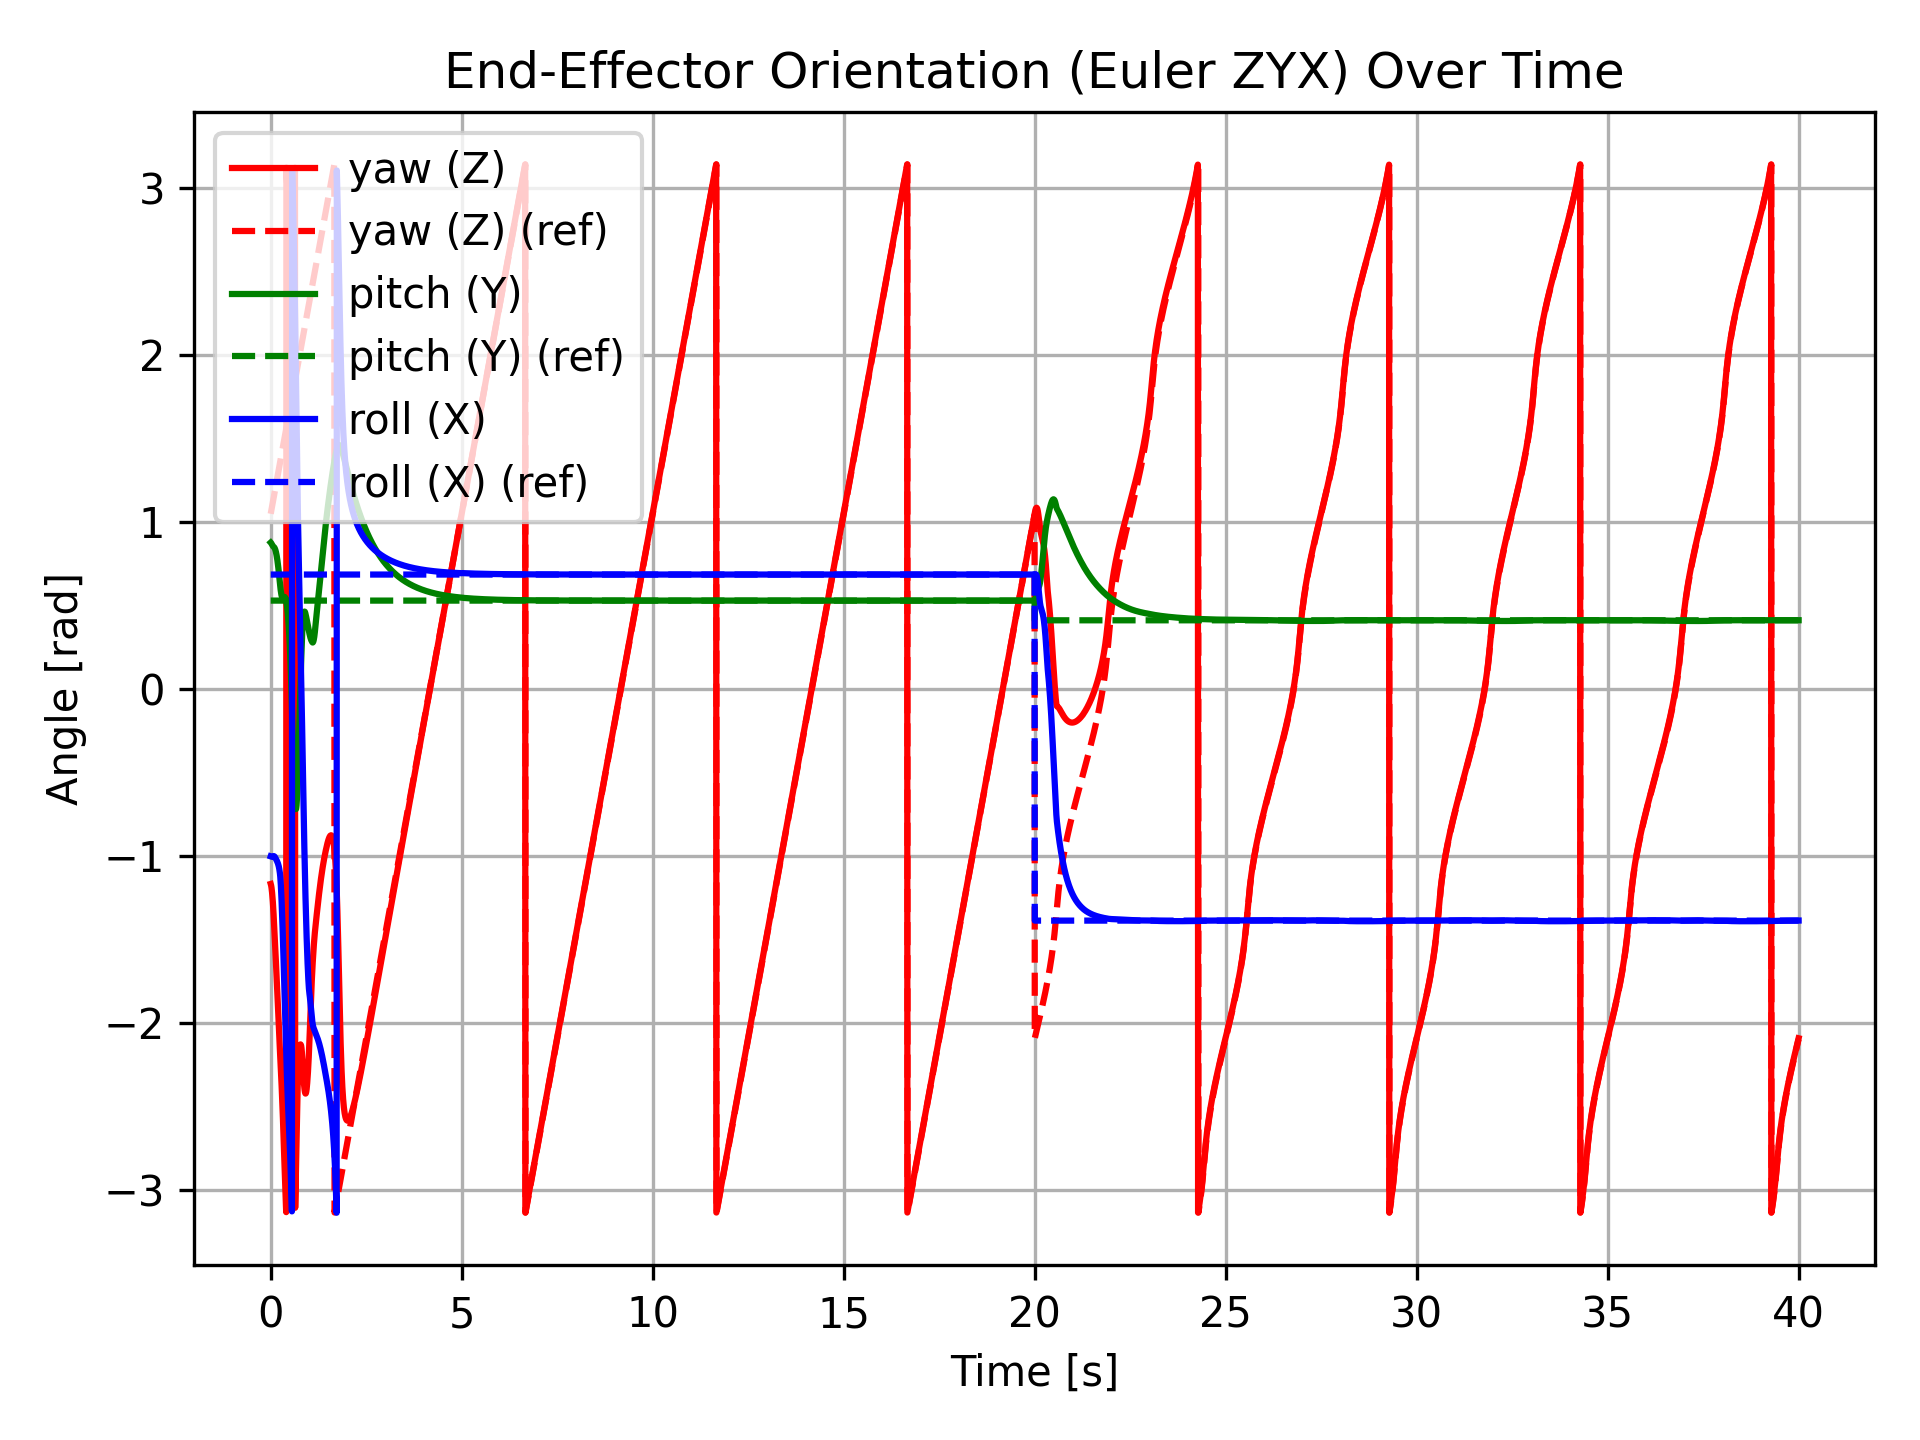 End-Effector Orientation (Euler ZYX) Over Time
yaw (Z)
yaw (Z) (ref)
pitch (Y)
pitch (Y) (ref)
roll (X)
roll (X) (ref)
Angle [rad]
3
2
1
0
−1
−2
−3
0 5 10 15 20 25 30 35 40
Time [s]